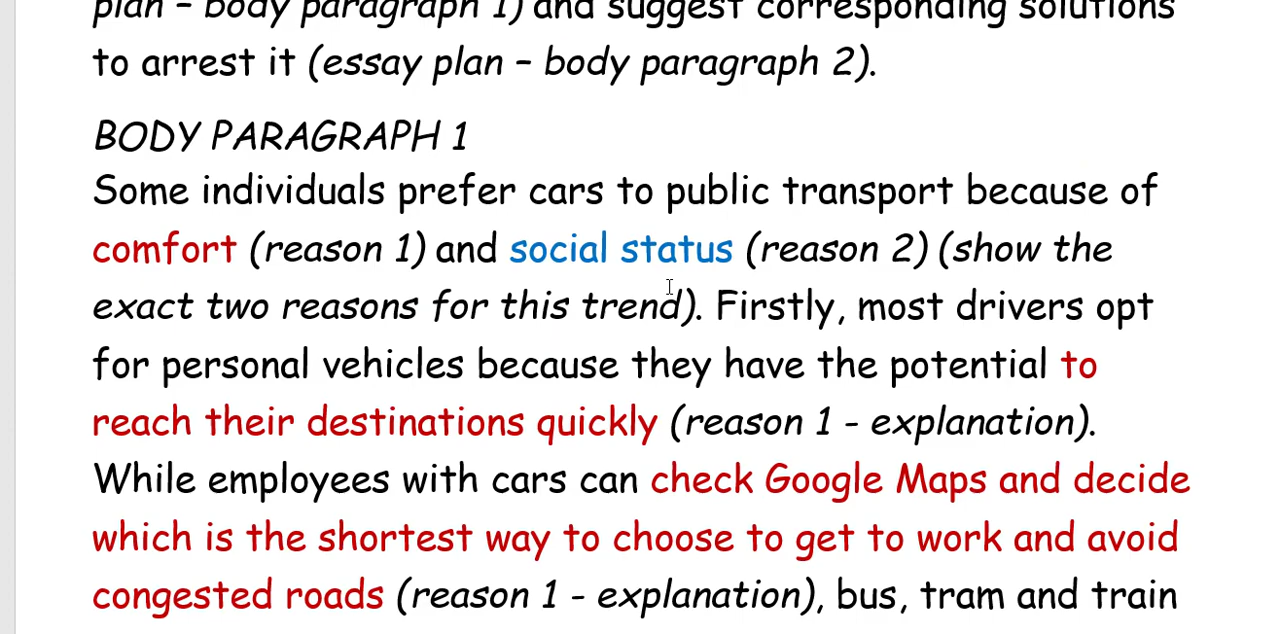 plan – body paragraph 1) and suggest corresponding solutions
to arrest it (essay plan – body paragraph 2).
BODY PARAGRAPH 1
Some individuals prefer cars to public transport because of
comfort (reason 1) and social status (reason 2) (show the
exact two reasons for this trend). Firstly, most drivers opt
for personal vehicles because they have the potential to
reach their destinations quickly (reason 1 - explanation).
While employees with cars can check Google Maps and decide
which is the shortest way to choose to get to work and avoid
congested roads (reason 1 - explanation), bus, tram and train